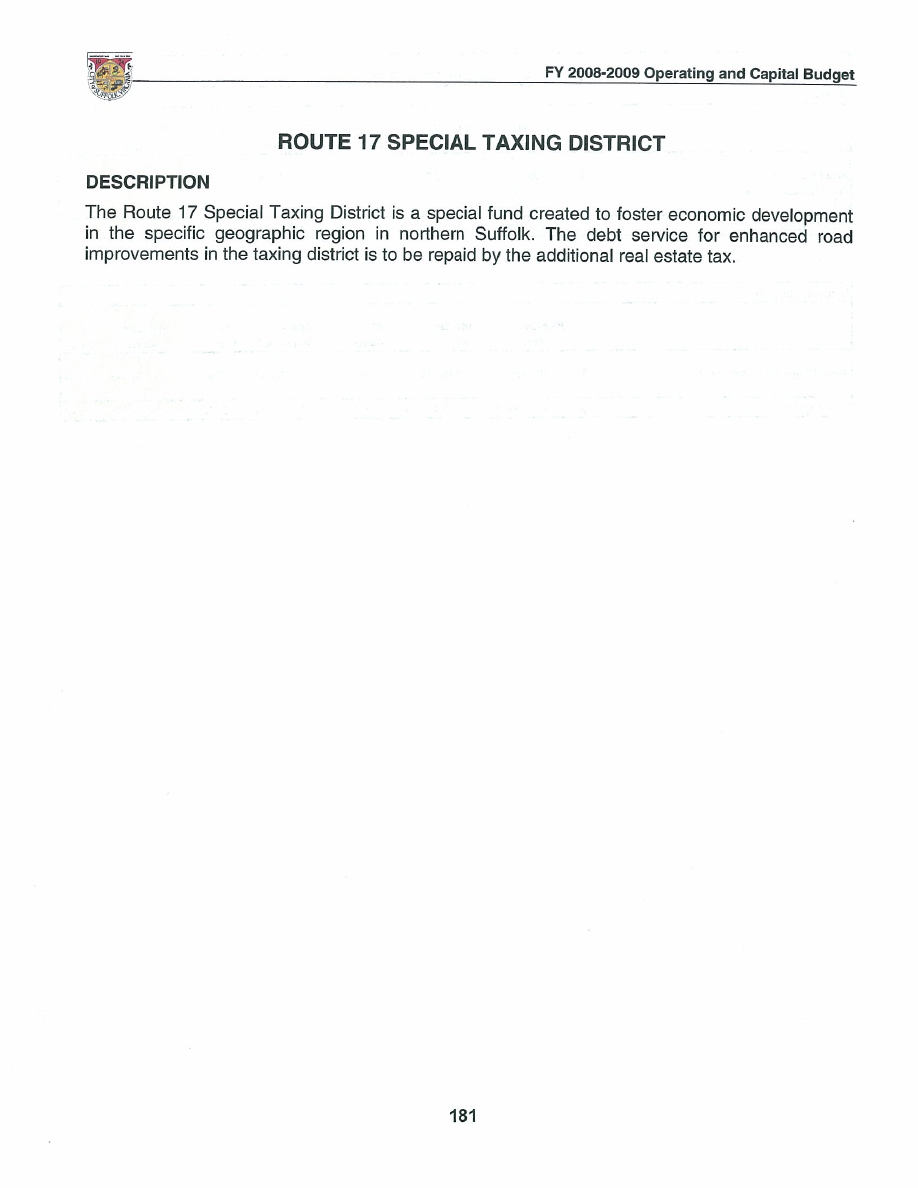 FY 2008-2009 Operating and Capital Budget
ROUTE 17 SPECIAL TAXING DISTRICT
DESCRIPTION
The Route 17 Special Taxing District is a special fund created to foster economic development
in the specific geographic region in northern Suffolk. The debt service for enhanced road
improvements in the taxing district is to be repaid by the additional real estate tax.
181